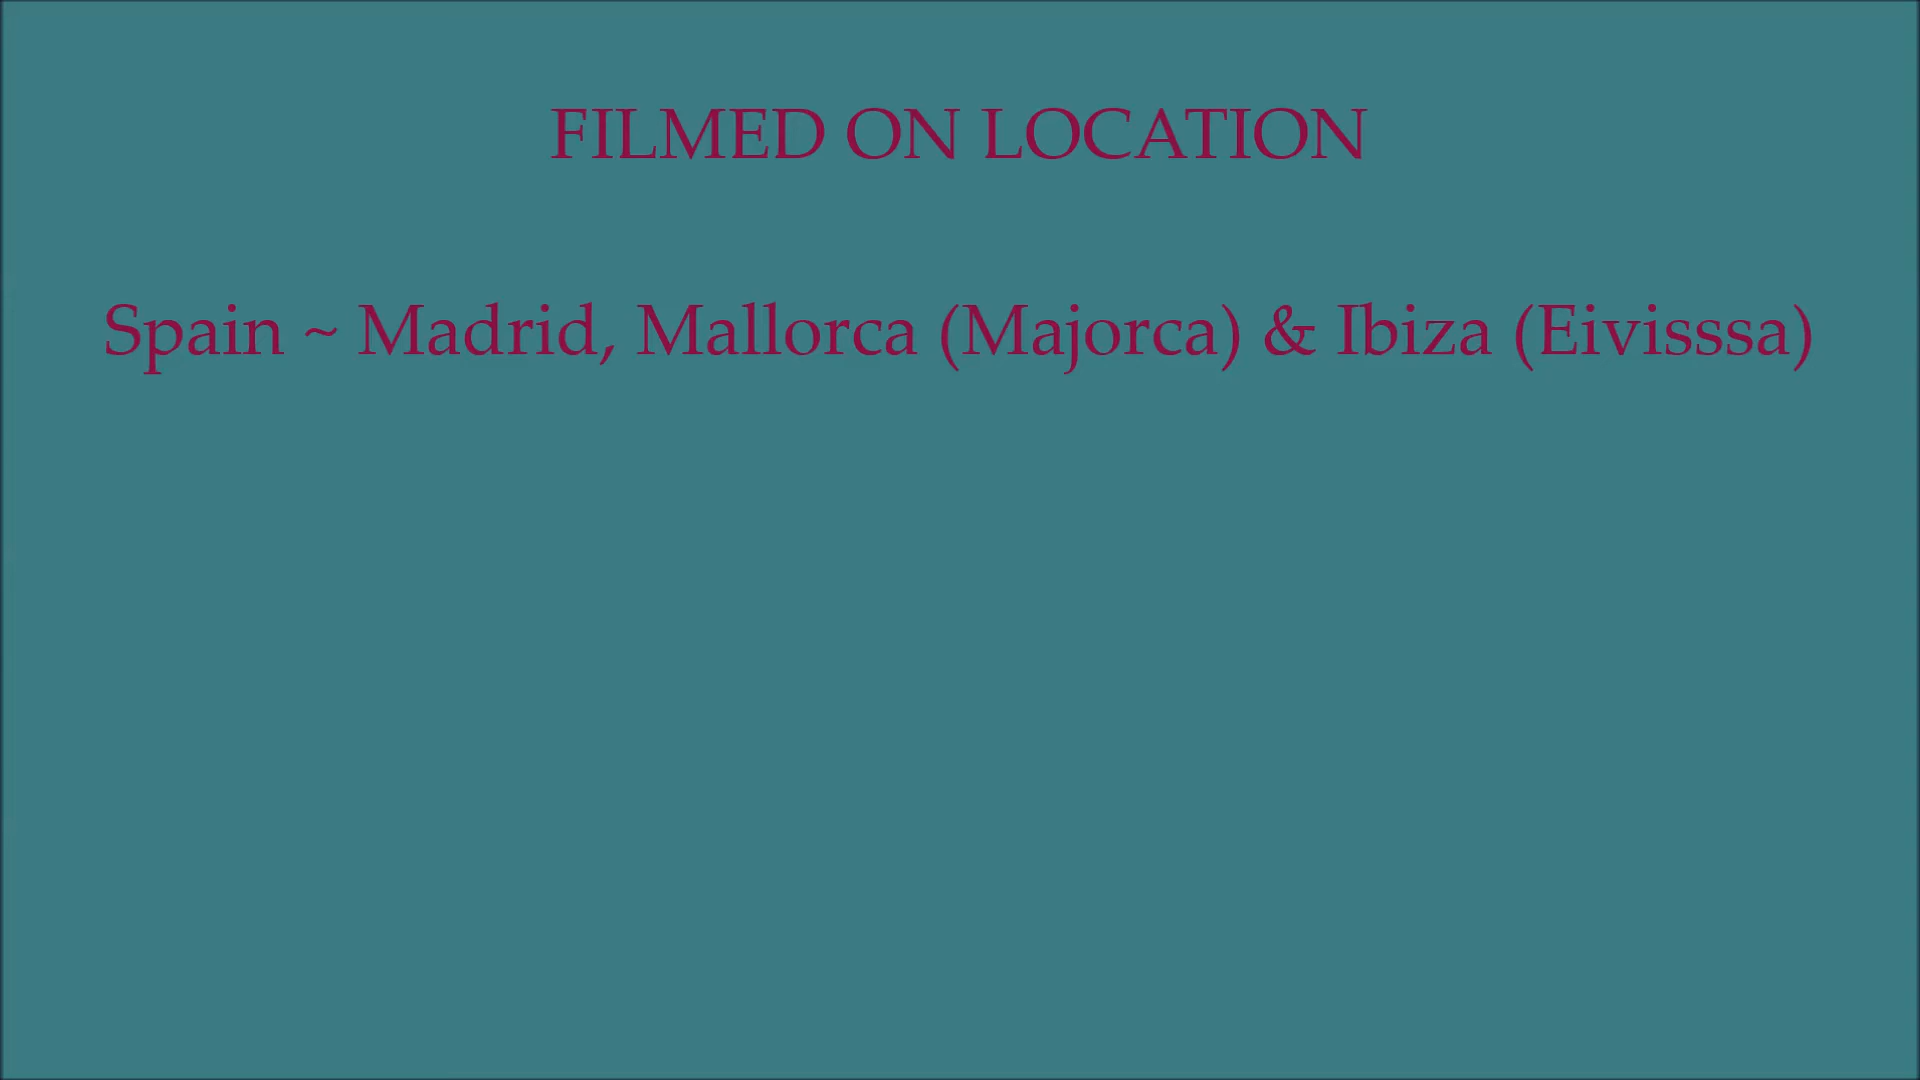 FILMED ON LOCATION
Spain ~ Madrid, Mallorca (Majorca) & Ibiza (Eivisssa)